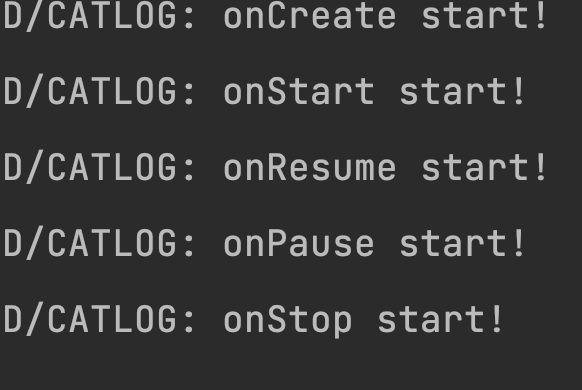 D/CATLOG: onCreate start!
D/CATLOG: onStart start!
D/CATLOG: onResume start!
D/CATLOG: onPause start!
D/CATLOG: onStop start!